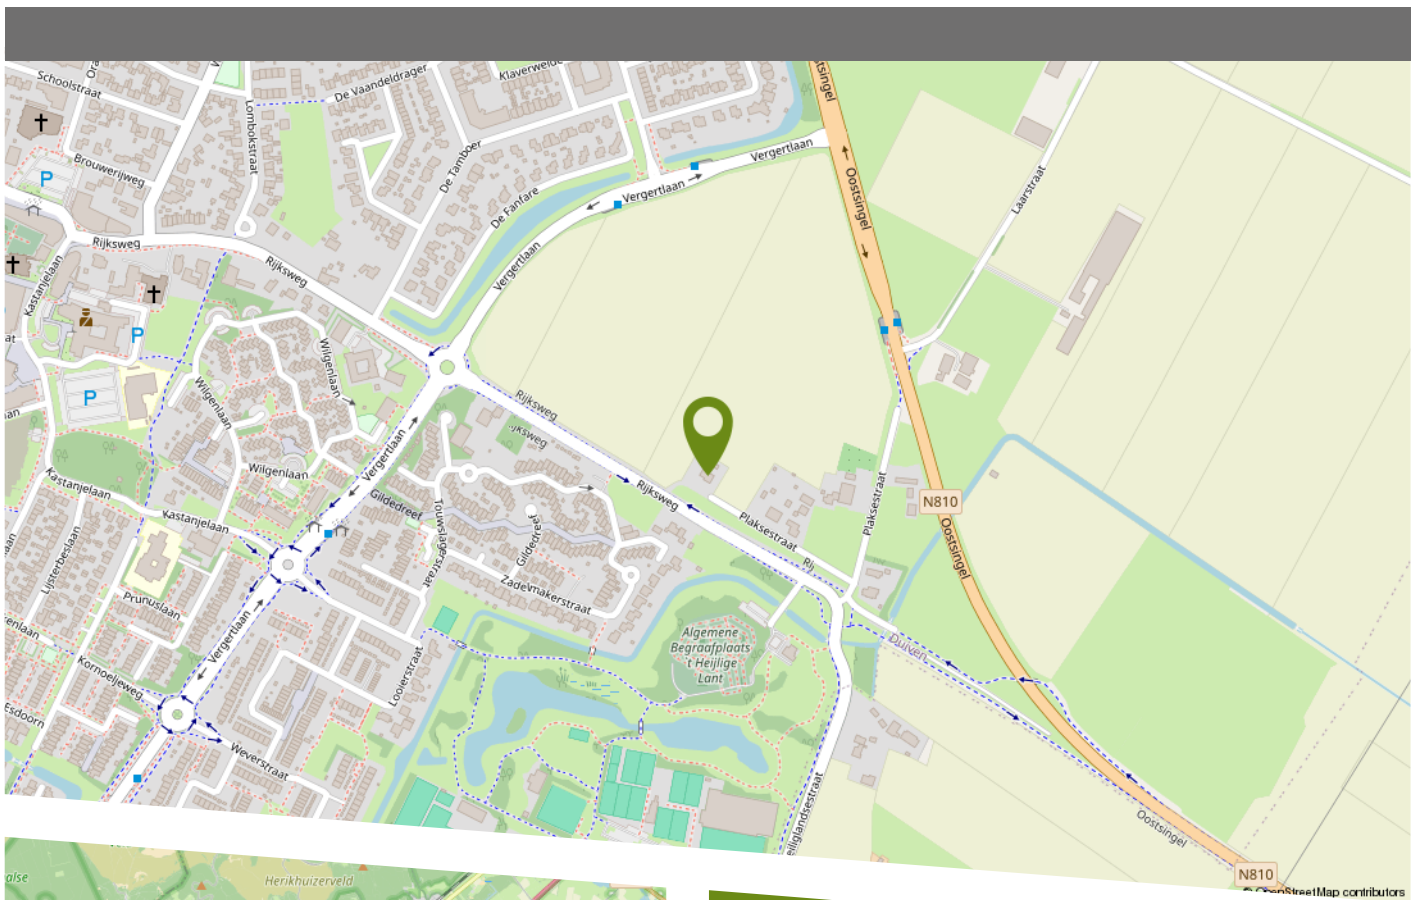 Schoolstraat
De Vaandeldrager
Klaverweide
Lombokstraat
Brouwerijweg
De Tamboer
Vergertlaan
Oostsingel
Laarstraat
P
Vergertlaan
De Fanfare
Rijksweg
Rijksweg
Vergertlaan
Kastanjelaan
P
Wilgenlaan
Wilgenlaan
P
Rijksweg
Rijksweg
Vergertlaan
Wilgenlaan
Kastanjelaan
Kastanjelaan
Gildedreef
Touwslagerstraat
Gildedreef
Rijksweg
Plaksestraat
Plaksestraat
N810
Oostsingel
Lijsterbeslaan
Zadelmakerstraat
Prunuslaan
Vergertlaan
Algemene
Begraafplaats
't Heijlige
Lant
Duiven
Kornoeljeweg
Looierstraat
Esdoorn
Weverstraat
Oostsingel
N810
Herikhuizerveld
© OpenStreetMap contributors